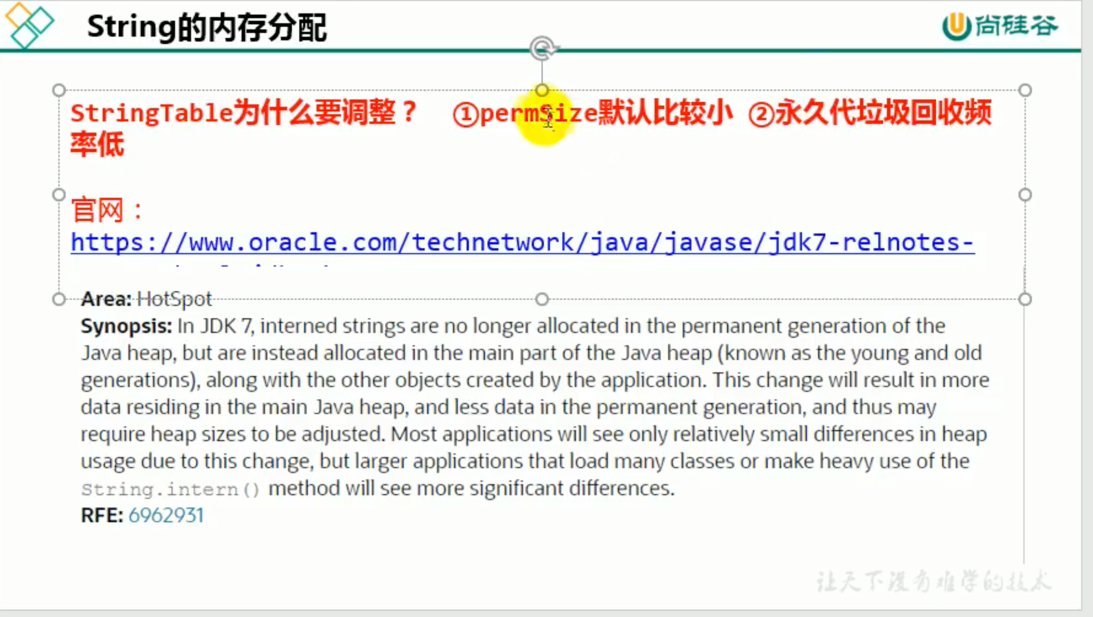 String的内存分配
尚硅谷
StringTable为什么要调整？ ①permSize默认比较小 ②永久代垃圾回收频
率低
官网：
https://www.oracle.com/technetwork/java/javase/jdk7-relnotes-
Area: HotSpot
Synopsis: In JDK 7, interned strings are no longer allocated in the permanent generation of the
Java heap, but are instead allocated in the main part of the Java heap (known as the young and old
generations), along with the other objects created by the application. This change will result in more
data residing in the main Java heap, and less data in the permanent generation, and thus may
require heap sizes to be adjusted. Most applications will see only relatively small differences in heap
usage due to this change, but larger applications that load many classes or make heavy use of the
String.intern() method will see more significant differences.
RFE: 6962931
让天下没有难学的技术